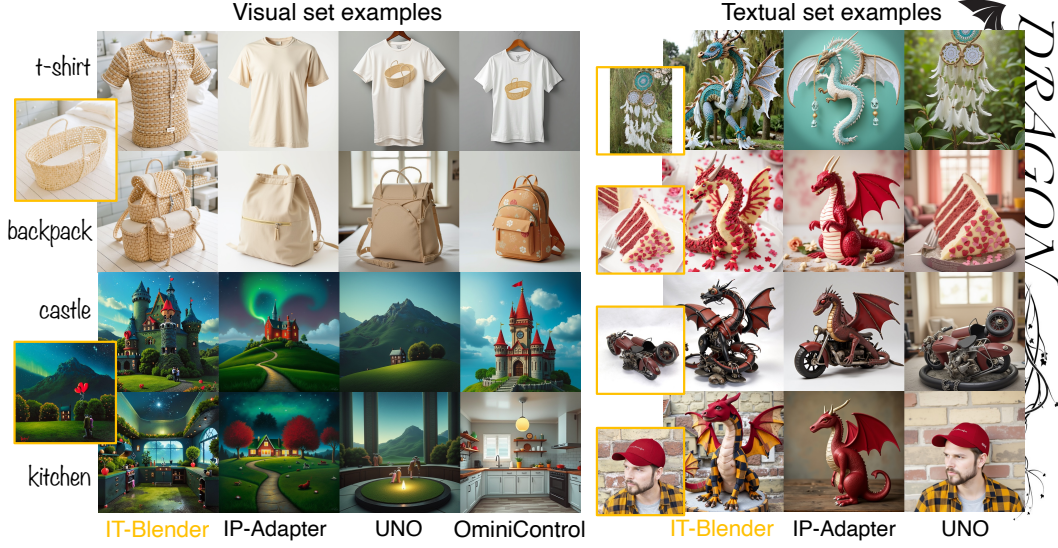 Visual set examples
Textual set examples
t-shirt
backpack
castle
kitchen
DRAGON
IT-Blender
IP-Adapter
UNO
OminiControl
IT-Blender
IP-Adapter
UNO